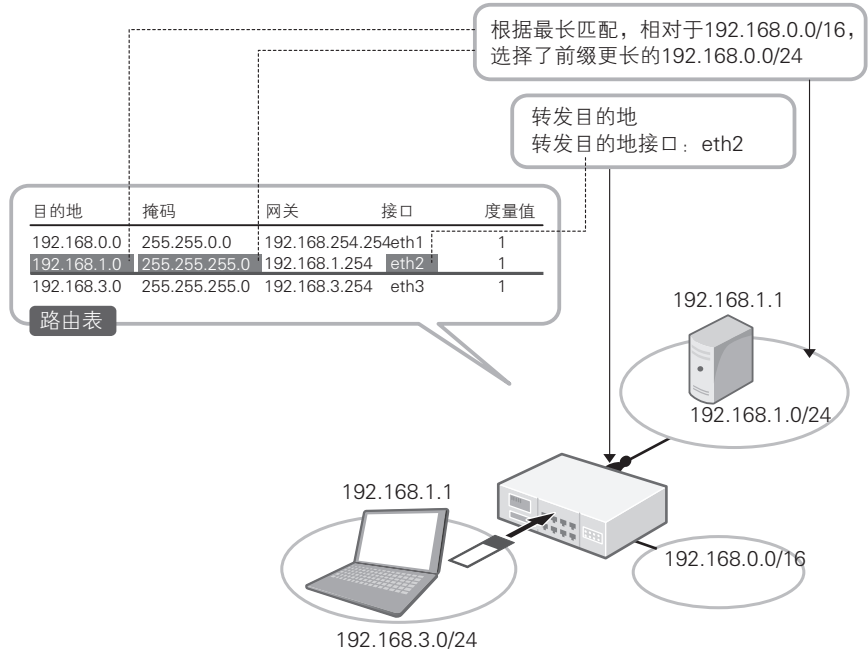 根据最长匹配，相对于192.168.0.0/16，
选择了前缀更长的192.168.0.0/24
转发目的地
转发目的地接口：eth2
目的地 掩码 网关 接口 度量值
192.168.0.0 255.255.0.0 192.168.254.254 eth1 1
192.168.1.0 255.255.255.0 192.168.1.254 eth2 1
192.168.3.0 255.255.255.0 192.168.3.254 eth3 1
路由表
192.168.1.1
192.168.1.0/24
192.168.1.1
192.168.0.0/16
192.168.3.0/24